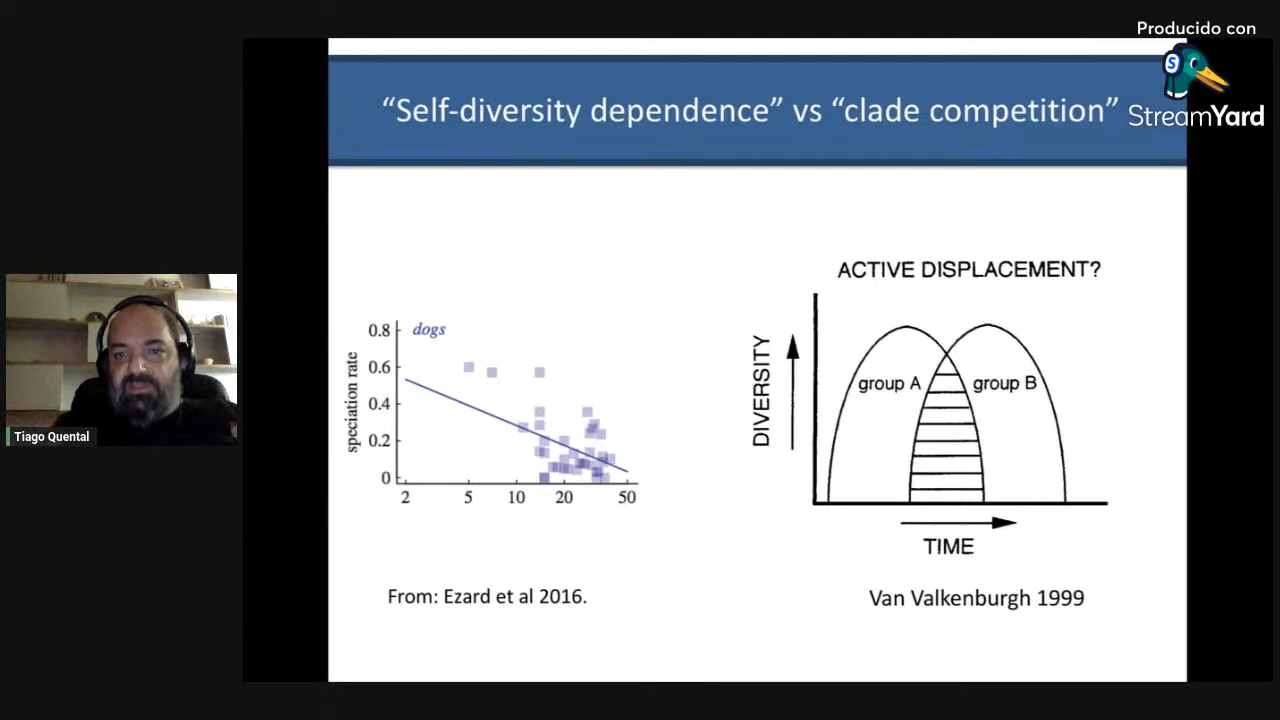 Producido con
StreamYard
“Self-diversity dependence” vs “clade competition”
ACTIVE DISPLACEMENT?
dogs
speciation rate
0.8
0.6
0.4
0.2
0
2 5 10 20 50
DIVERSITY
group A
group B
TIME
From: Ezard et al 2016.
Van Valkenburgh 1999
Tiago Quental
S